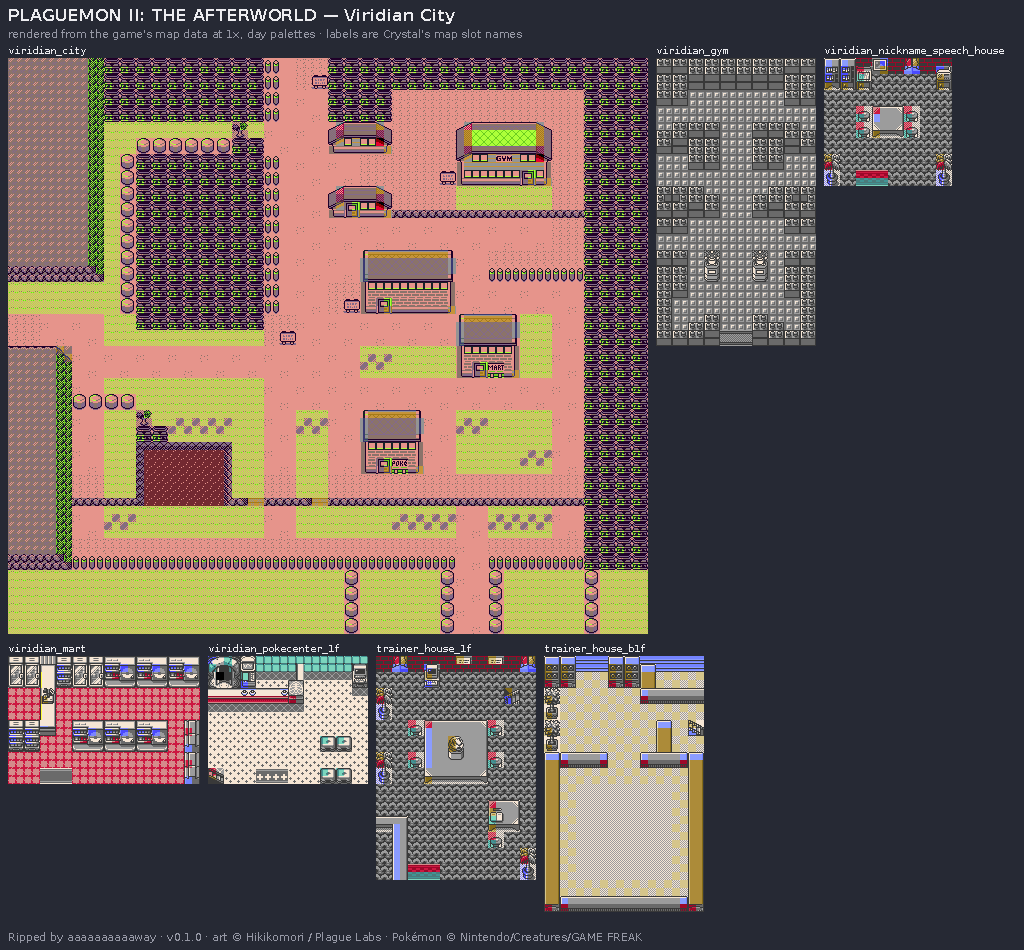 PLAGUEMON II: THE AFTERWORLD — Viridian City
rendered from the game's map data at 1x, day palettes · labels are Crystal's map slot names
viridian_city
viridian_gym
viridian_nickname_speech_house
GYM
MART
POKé
viridian_mart
viridian_pokecenter_1f
trainer_house_1f
trainer_house_b1f
Ripped by aaaaaaaaaaway · v0.1.0 · art © Hikikomori / Plague Labs · Pokémon © Nintendo/Creatures/GAME FREAK